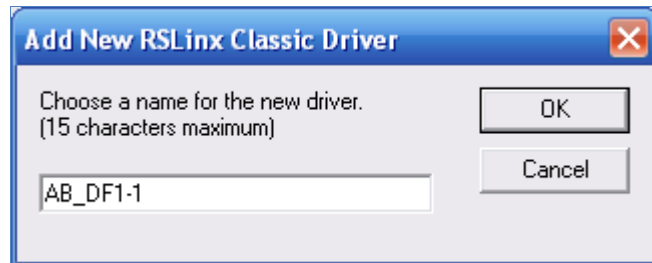 Add New RSLinx Classic Driver
Choose a name for the new driver.
(15 characters maximum)
OK
Cancel
AB_DF1-1